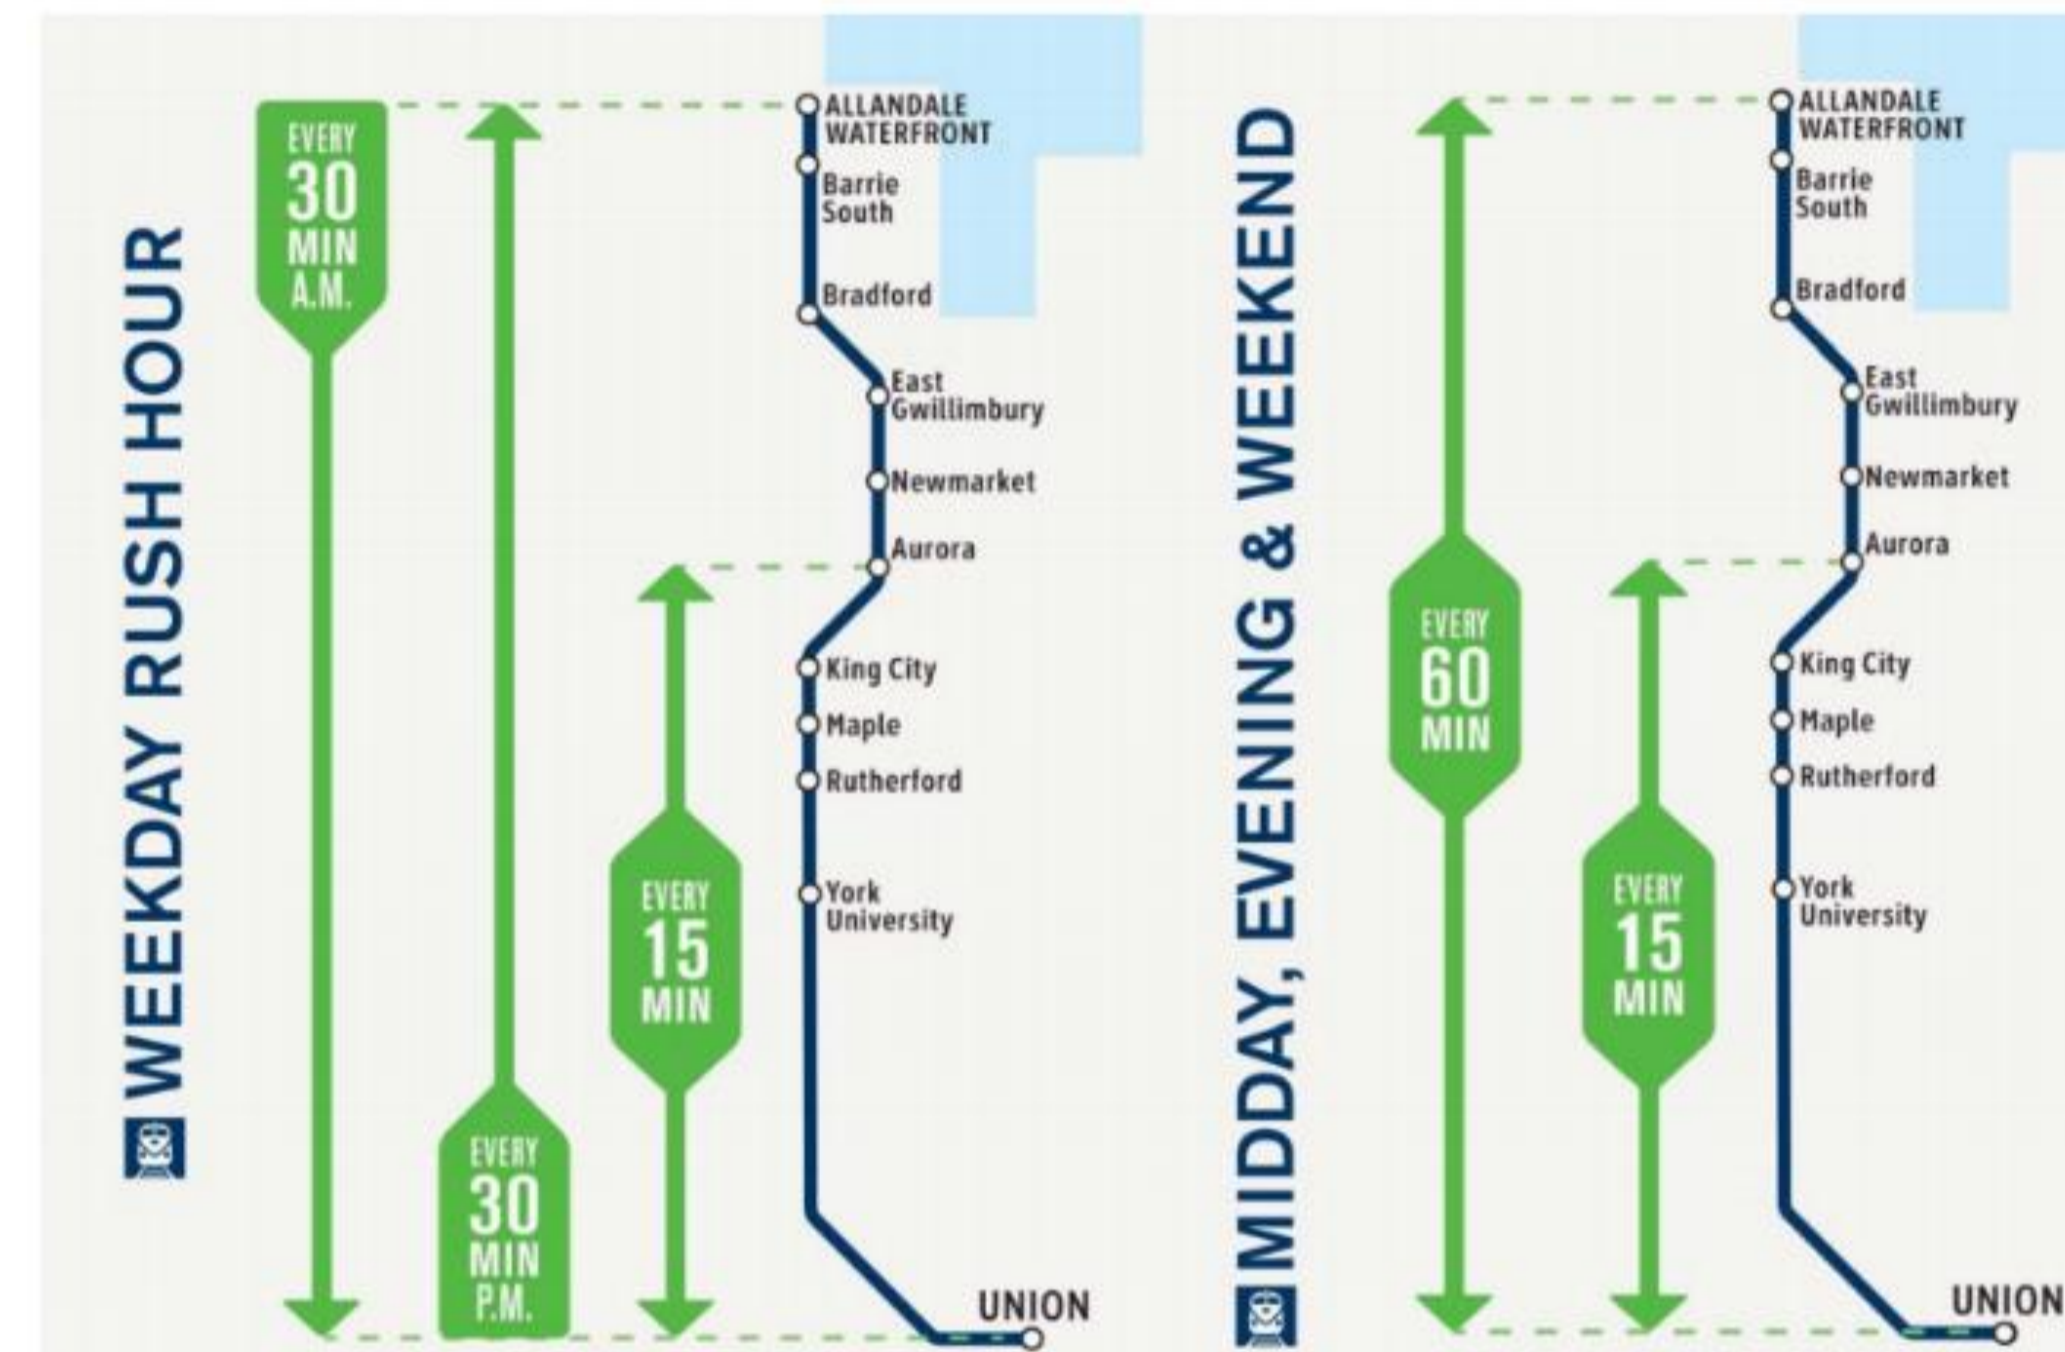 WEEKDAY RUSH HOUR
EVERY
30
MIN
A.M.
EVERY
30
MIN
P.M.
EVERY
15
MIN
ALLANDALE
WATERFRONT
Barrie
South
Bradford
East
Gwillimbury
Newmarket
Aurora
King City
Maple
Rutherford
York
University
UNION
MIDDAY, EVENING & WEEKEND
EVERY
60
MIN
EVERY
15
MIN
ALLANDALE
WATERFRONT
Barrie
South
Bradford
East
Gwillimbury
Newmarket
Aurora
King City
Maple
Rutherford
York
University
UNION